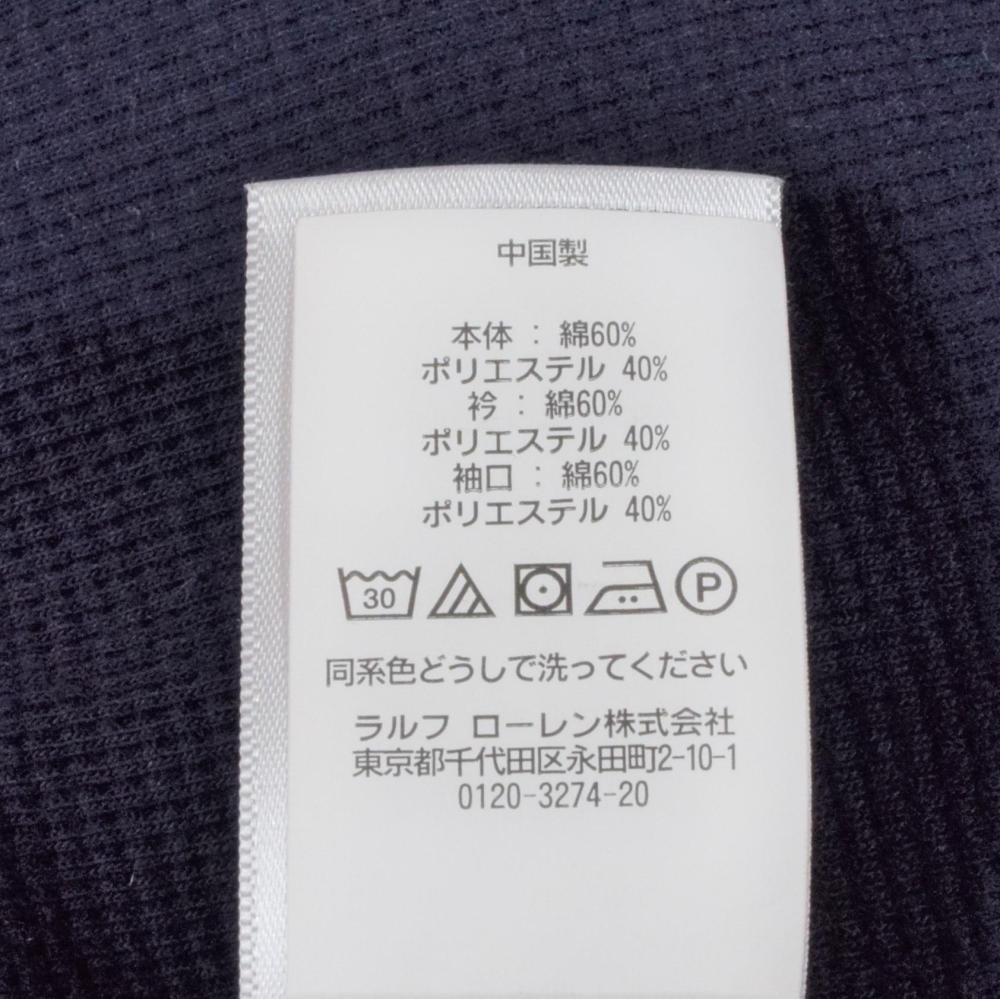 中国製
本体 : 綿60%
ポリエステル 40%
衿 : 綿60%
ポリエステル 40%
袖口 : 綿60%
ポリエステル 40%
30 P
同系色どうしで洗ってください
ラルフ ローレン株式会社
東京都千代田区永田町2-10-1
0120-3274-20